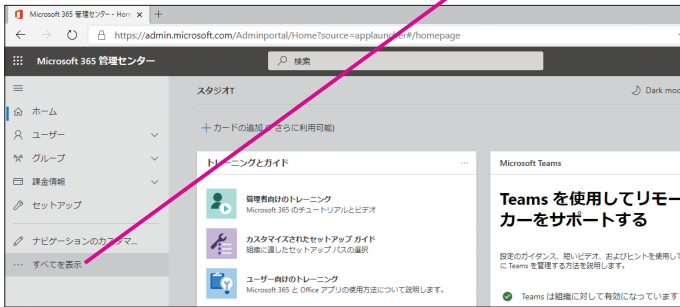 Microsoft 365 管理センター - Hom
https://admin.microsoft.com/Adminportal/Home?source=applauncher#/homepage
Microsoft 365 管理センター
検索
スタジオT
Dark mod
ホーム
ユーザー
グループ
課金情報
セットアップ
ナビゲーションのカスタマ...
すべてを表示
カードの追加
さらに利用可能)
トレーニングとガイド
管理者向けのトレーニング
Microsoft 365 のチュートリアルとビデオ
カスタマイズされたセットアップ ガイド
組織に適したセットアップ パスの選択
ユーザー向けのトレーニング
Microsoft 365 と Office アプリの使用方法について説明します。
Microsoft Teams
Teams を使用してリモー
カーをサポートする
設定のガイダンス、短いビデオ、およびヒントを使用して
に Teams を管理する方法を説明します。
Teams は組織に対して有効になっています